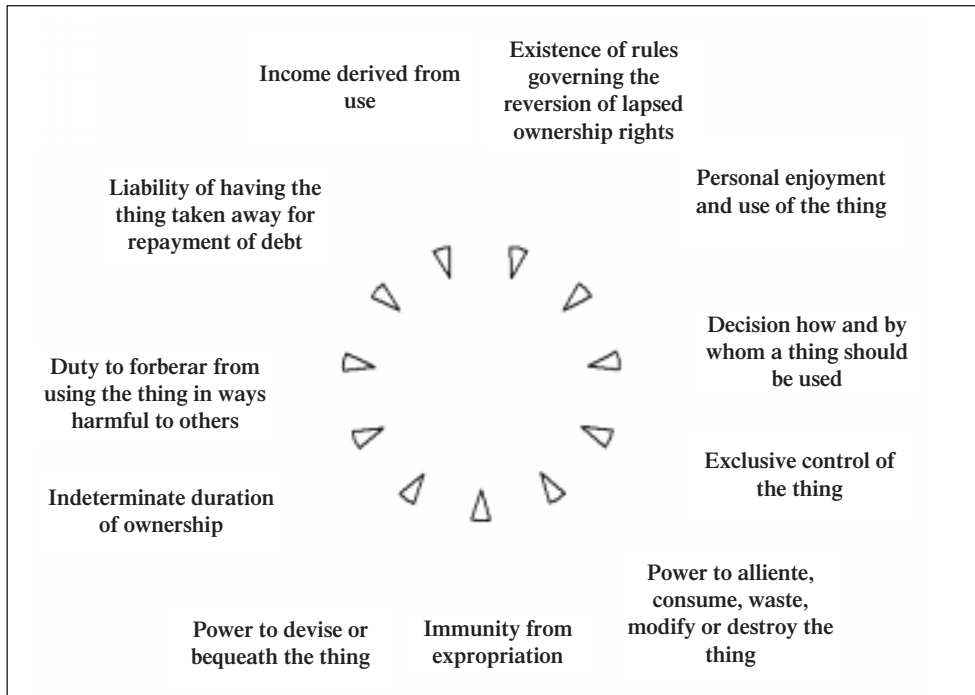 Income derived from
use
Existence of rules
governing the
reversion of lapsed
ownership rights
Personal enjoyment
and use of the thing
Decision how and by
whom a thing should
be used
Exclusive control of
the thing
Power to alliente,
consume, waste,
modify or destroy the
thing
Immunity from
expropriation
Power to devise or
bequeath the thing
Indeterminate duration
of ownership
Duty to forberar from
using the thing in ways
harmful to others
Liability of having the
thing taken away for
repayment of debt